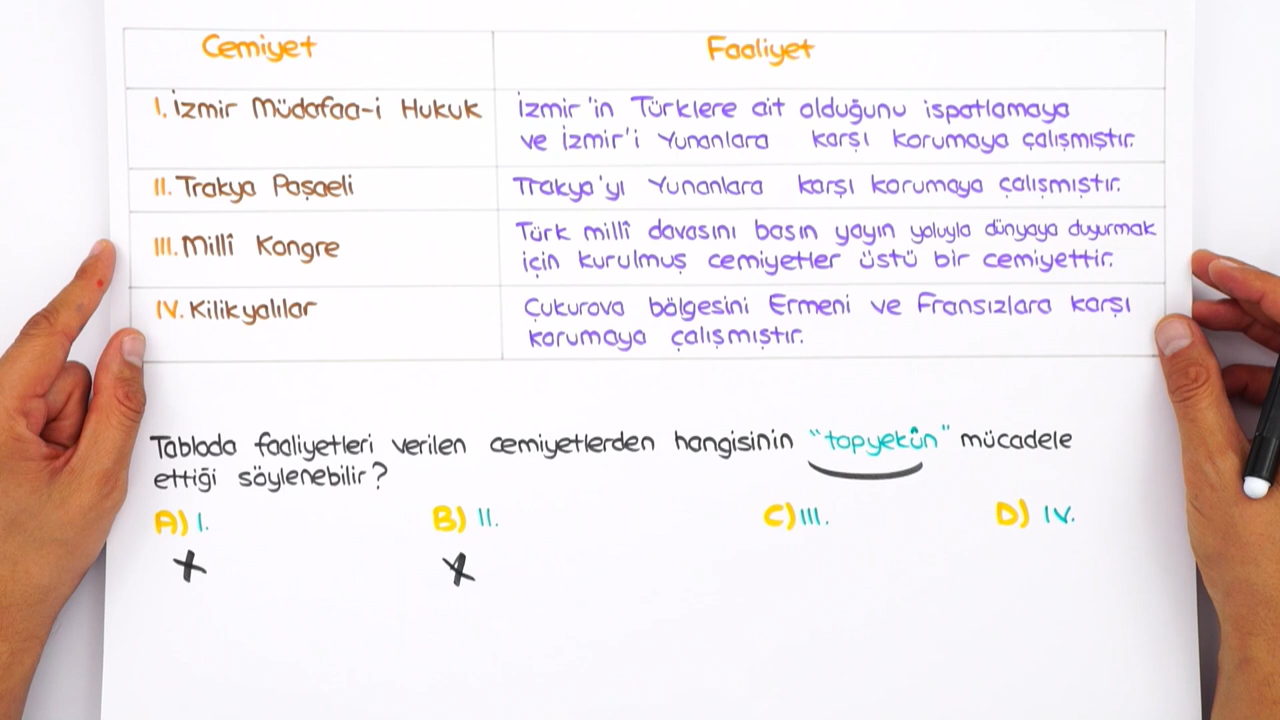 Cemiyet Faaliyet
I. İzmir Müdafaa-i Hukuk
İzmir'in Türklere ait olduğunu ispatlamaya
ve İzmir'i Yunanlara karşı korumaya çalışmıştır.
II. Trakya Paşaeli
Trakya'yı Yunanlara karşı korumaya çalışmıştır.
III. Millî Kongre
Türk millî davasını basın yayın yoluyla dünyaya duyurmak
için kurulmuş cemiyetler üstü bir cemiyettir.
IV. Kilikyalılar
Çukurova bölgesini Ermeni ve Fransızlara karşı
korumaya çalışmıştır.
Tabloda faaliyetleri verilen cemiyetlerden hangisinin "topyekûn" mücadele
ettiği söylenebilir?
A) I. B) II. C) III. D) IV.